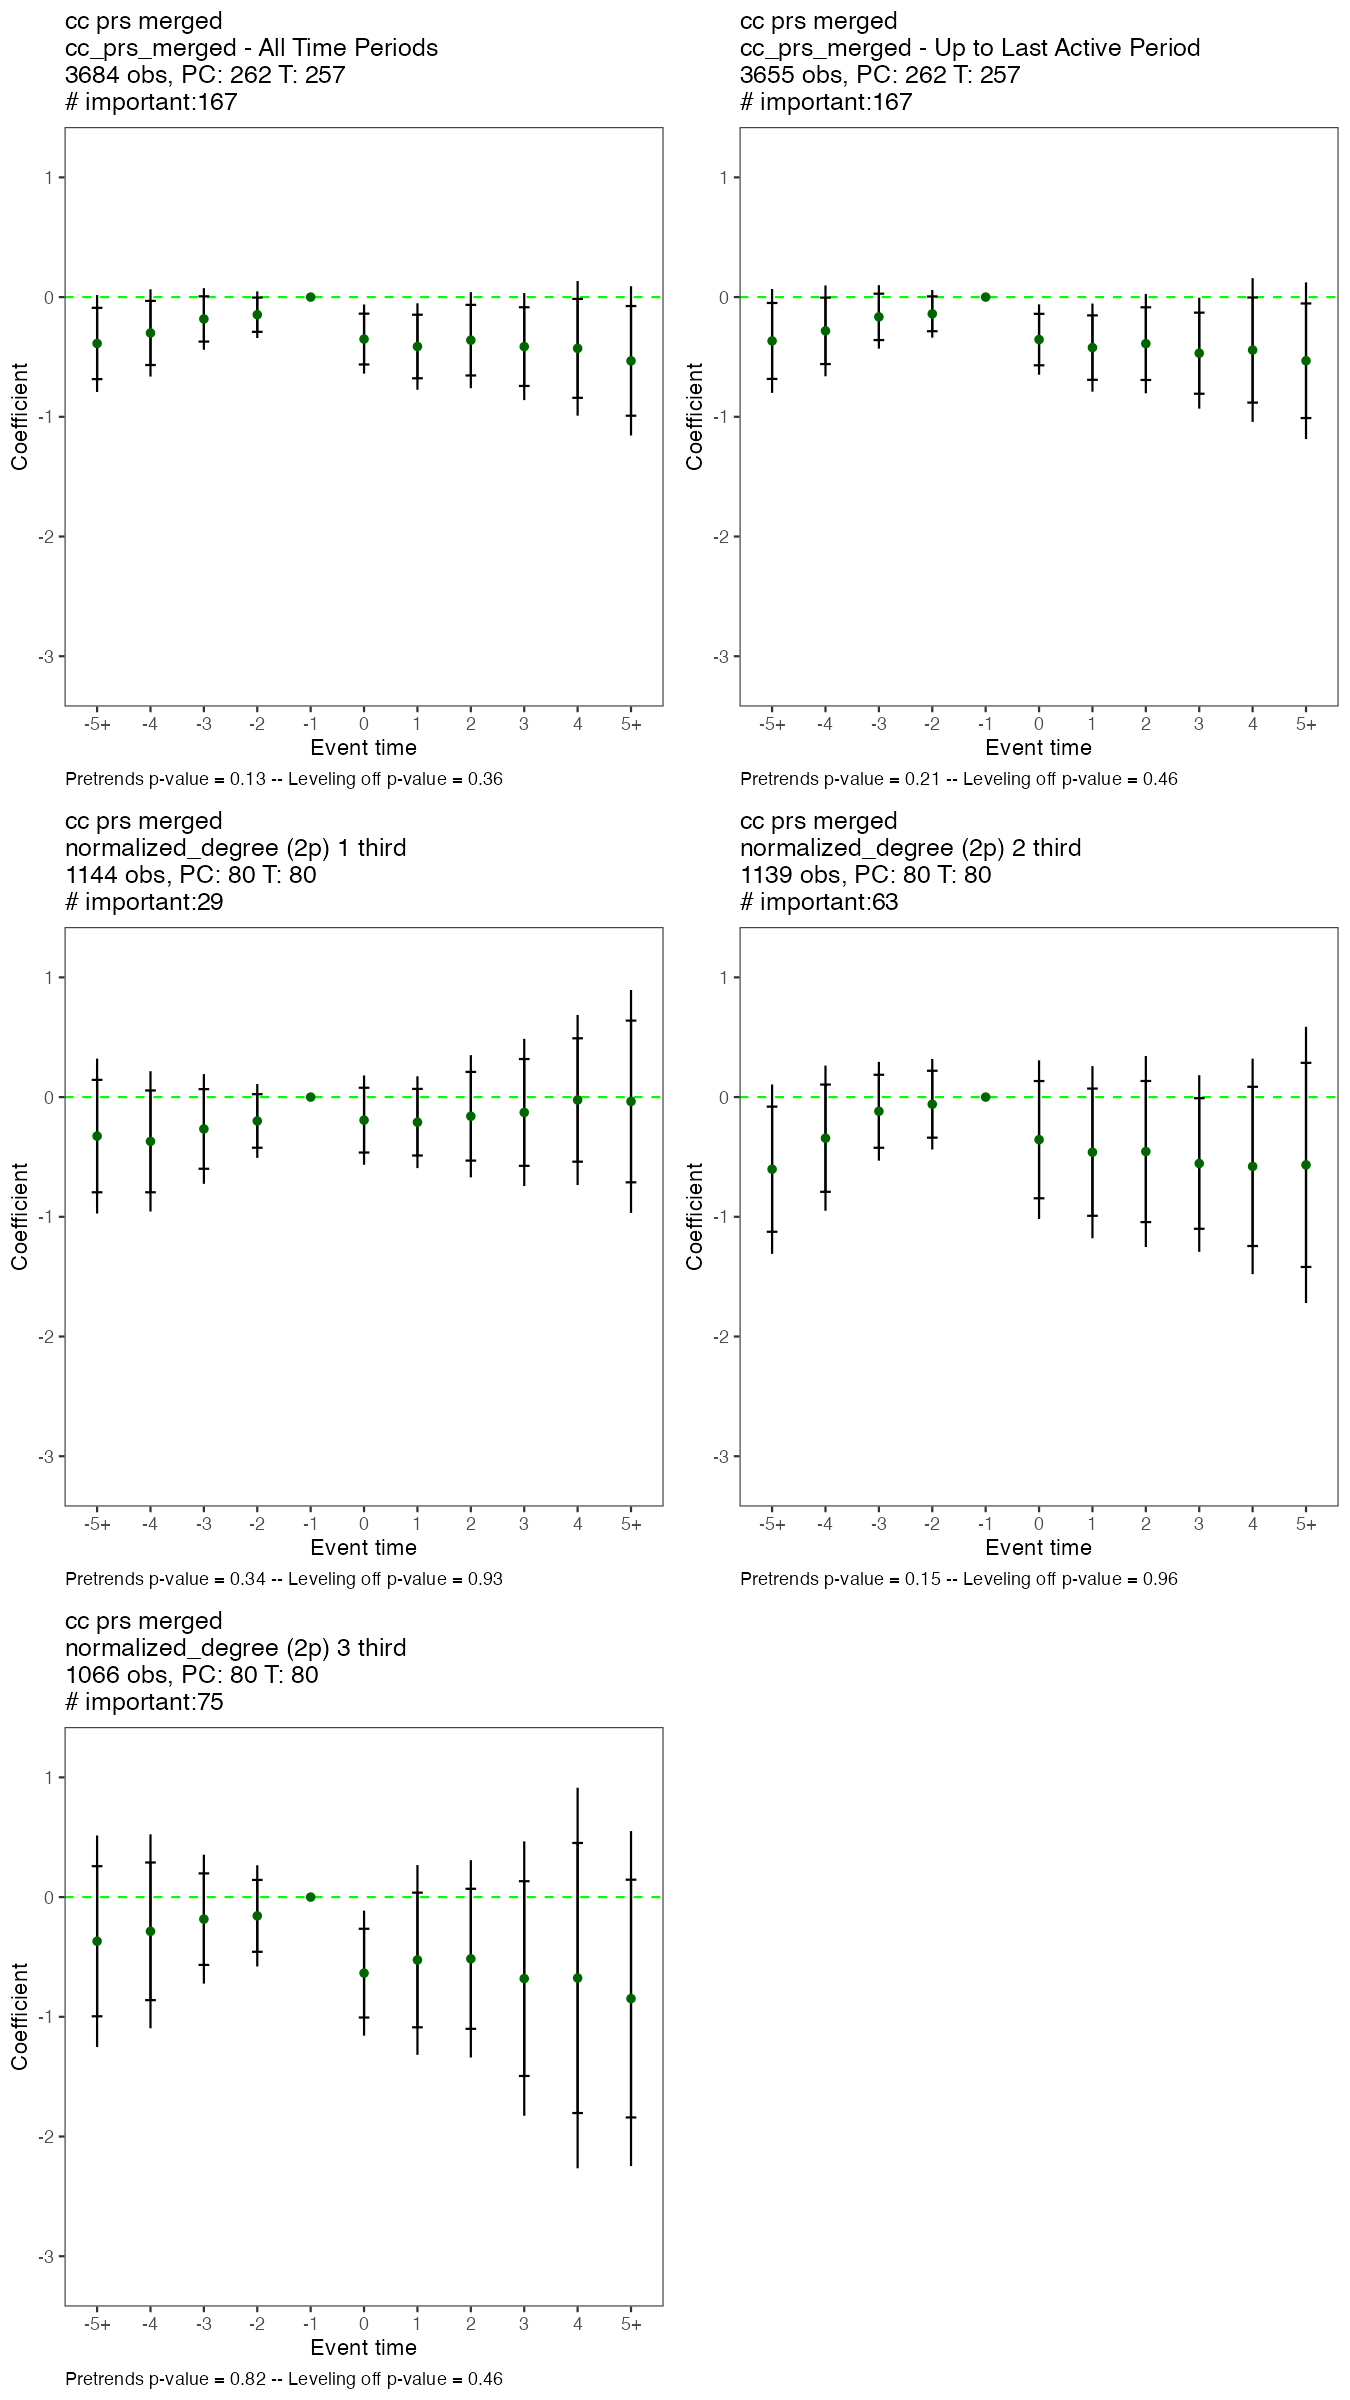 cc prs merged
cc_prs_merged - All Time Periods
3684 obs, PC: 262 T: 257
# important:167
1
0
-1
-2
-3
Coefficient
-5+ -4 -3 -2 -1 0 1 2 3 4 5+
Event time
Pretrends p-value = 0.13 -- Leveling off p-value = 0.36
cc prs merged
cc_prs_merged - Up to Last Active Period
3655 obs, PC: 262 T: 257
# important:167
1
0
-1
-2
-3
Coefficient
-5+ -4 -3 -2 -1 0 1 2 3 4 5+
Event time
Pretrends p-value = 0.21 -- Leveling off p-value = 0.46
cc prs merged
normalized_degree (2p) 1 third
1144 obs, PC: 80 T: 80
# important:29
1
0
-1
-2
-3
Coefficient
-5+ -4 -3 -2 -1 0 1 2 3 4 5+
Event time
Pretrends p-value = 0.34 -- Leveling off p-value = 0.93
cc prs merged
normalized_degree (2p) 2 third
1139 obs, PC: 80 T: 80
# important:63
1
0
-1
-2
-3
Coefficient
-5+ -4 -3 -2 -1 0 1 2 3 4 5+
Event time
Pretrends p-value = 0.15 -- Leveling off p-value = 0.96
cc prs merged
normalized_degree (2p) 3 third
1066 obs, PC: 80 T: 80
# important:75
1
0
-1
-2
-3
Coefficient
-5+ -4 -3 -2 -1 0 1 2 3 4 5+
Event time
Pretrends p-value = 0.82 -- Leveling off p-value = 0.46